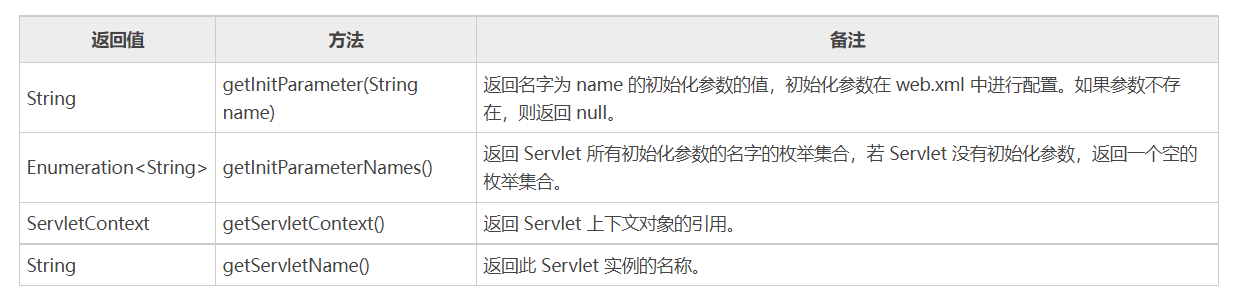 返回值 方法 备注
String getInitParameter(String name) 返回名字为 name 的初始化参数的值，初始化参数在 web.xml 中进行配置。如果参数不存在，则返回 null。
Enumeration<String> getInitParameterNames() 返回 Servlet 所有初始化参数的名字的枚举集合，若 Servlet 没有初始化参数，返回一个空的枚举集合。
ServletContext getServletContext() 返回 Servlet 上下文对象的引用。
String getServletName() 返回此 Servlet 实例的名称。